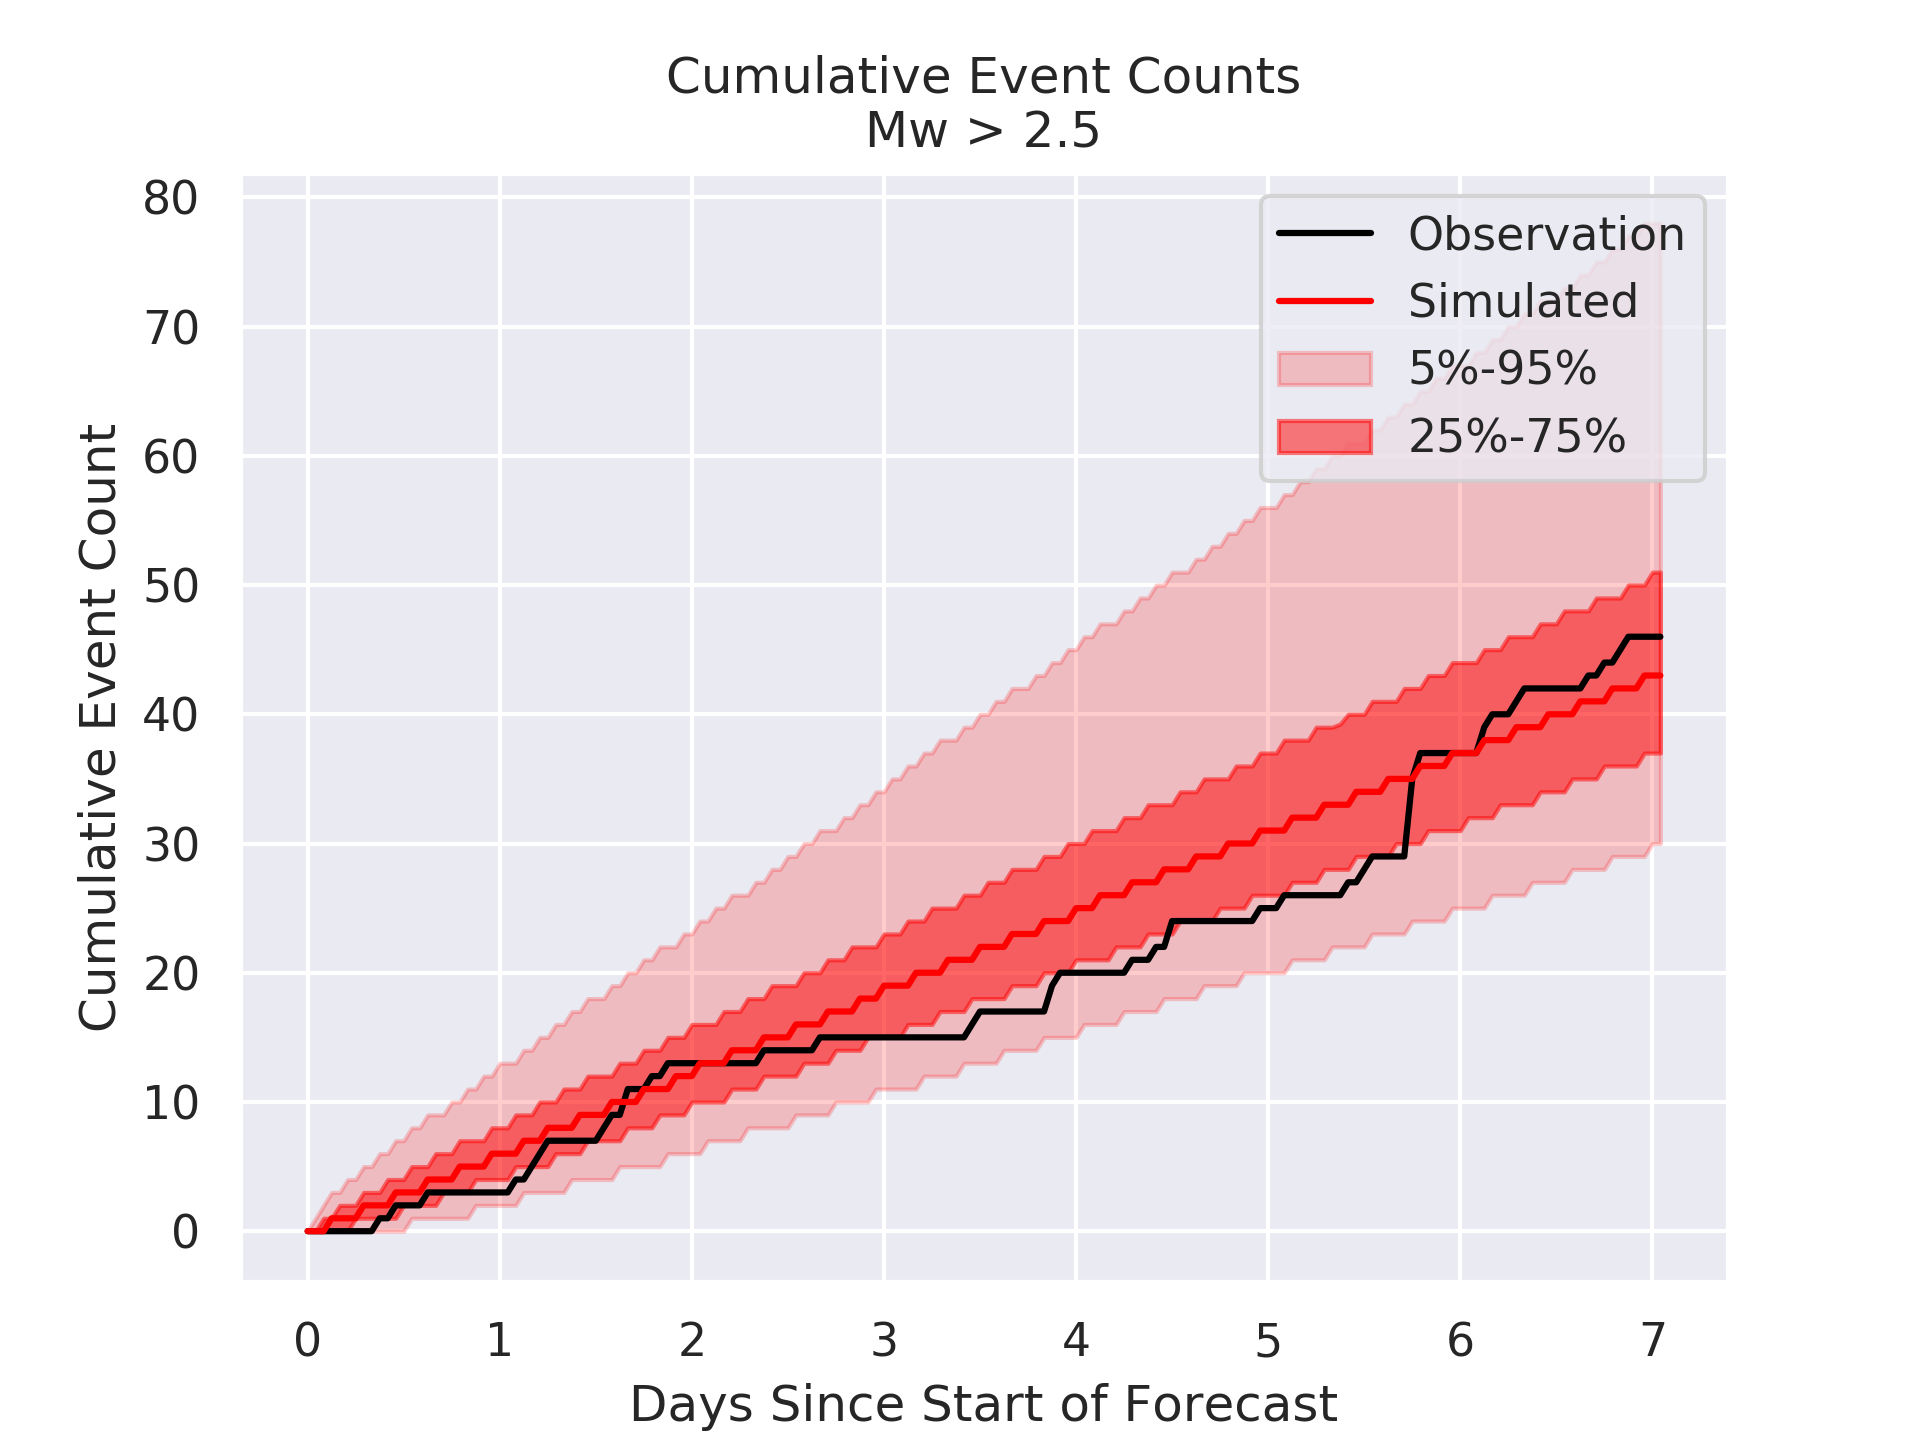 Cumulative Event Counts
Mw > 2.5
Cumulative Event Count
80
70
60
50
40
30
20
10
0
Observation
Simulated
5%-95%
25%-75%
0 1 2 3 4 5 6 7
Days Since Start of Forecast